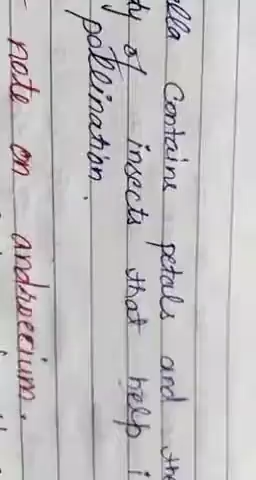 contains petals and
of insects that help
pollination.
note on androecium.